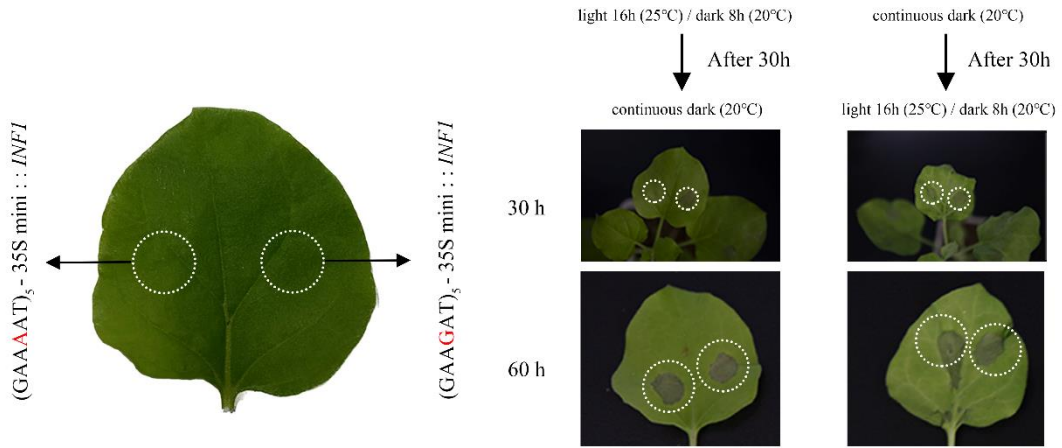 (GAAAAT)5 - 35S mini : : INF1
(GAAGAT)5 - 35S mini : : INF1
light 16h (25℃) / dark 8h (20℃)
After 30h
continuous dark (20℃)
continuous dark (20℃)
After 30h
light 16h (25℃) / dark 8h (20℃)
30 h
60 h